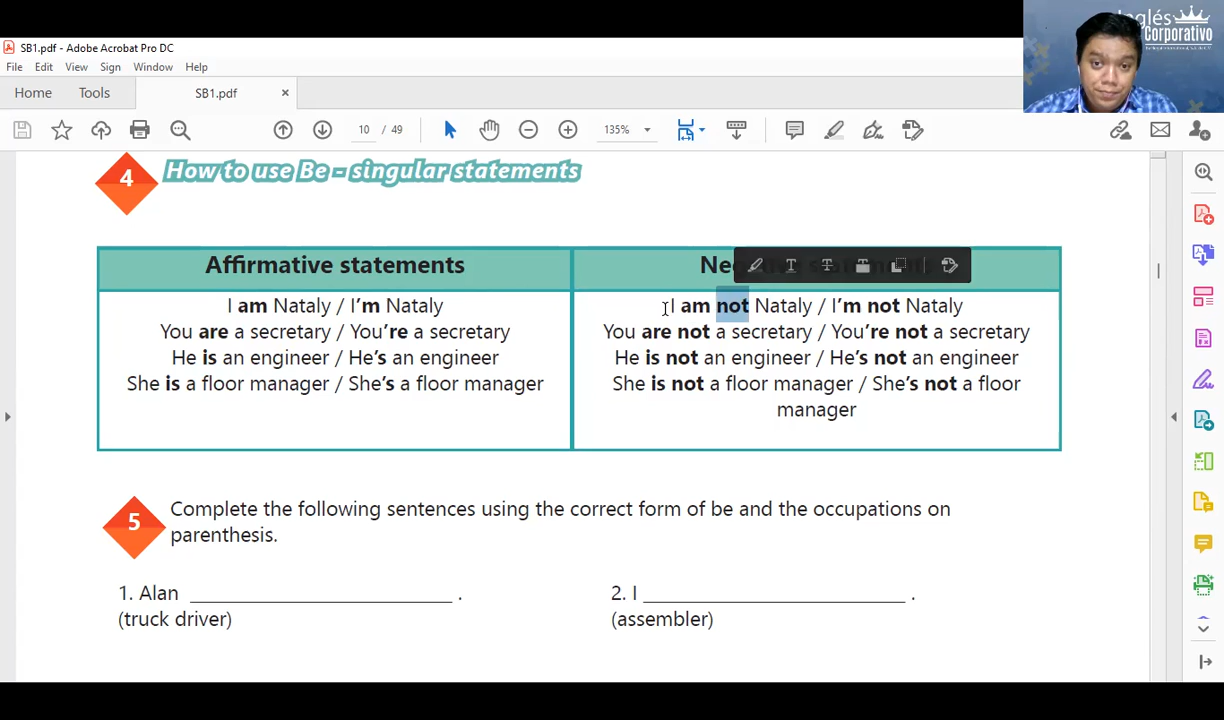 Inglés
Corporativo
SB1.pdf - Adobe Acrobat Pro DC
File Edit View Sign Window Help
Home Tools SB1.pdf ×
10 / 49 135%
4 How to use Be - singular statements
Affirmative statements
I am Nataly / I'm Nataly
You are a secretary / You're a secretary
He is an engineer / He's an engineer
She is a floor manager / She's a floor manager
I am not Nataly / I'm not Nataly
You are not a secretary / You're not a secretary
He is not an engineer / He's not an engineer
She is not a floor manager / She's not a floor
manager
5 Complete the following sentences using the correct form of be and the occupations on
parenthesis.
1. Alan ________________________ .
(truck driver)
2. I ________________________ .
(assembler)